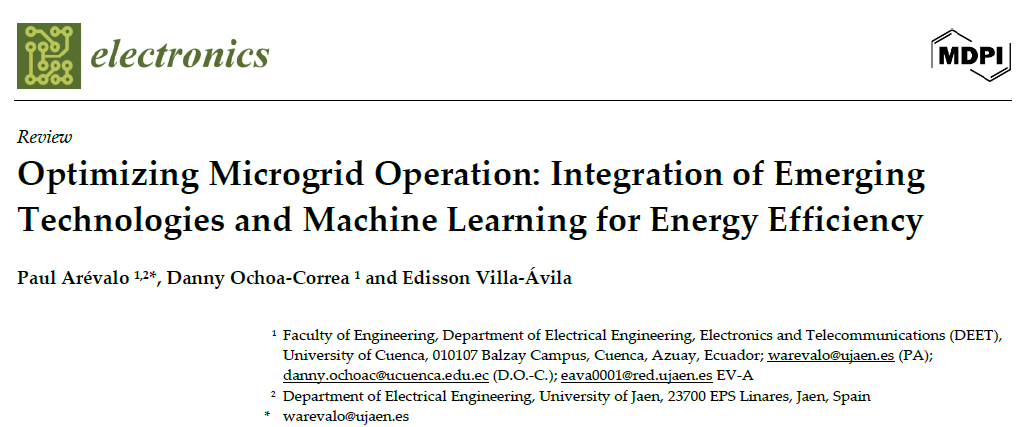 electronics
MDPI
Review
Optimizing Microgrid Operation: Integration of Emerging
Technologies and Machine Learning for Energy Efficiency
Paul Arévalo 1,2*, Danny Ochoa-Correa 1 and Edisson Villa-Ávila
1 Faculty of Engineering, Department of Electrical Engineering, Electronics and Telecommunications (DEET),
University of Cuenca, 010107 Balzay Campus, Cuenca, Azuay, Ecuador; warevalo@ujaen.es (PA);
danny.ochoac@ucuenca.edu.ec (D.O.-C.); eava0001@red.ujaen.es EV-A
2 Department of Electrical Engineering, University of Jaen, 23700 EPS Linares, Jaen, Spain
* warevalo@ujaen.es